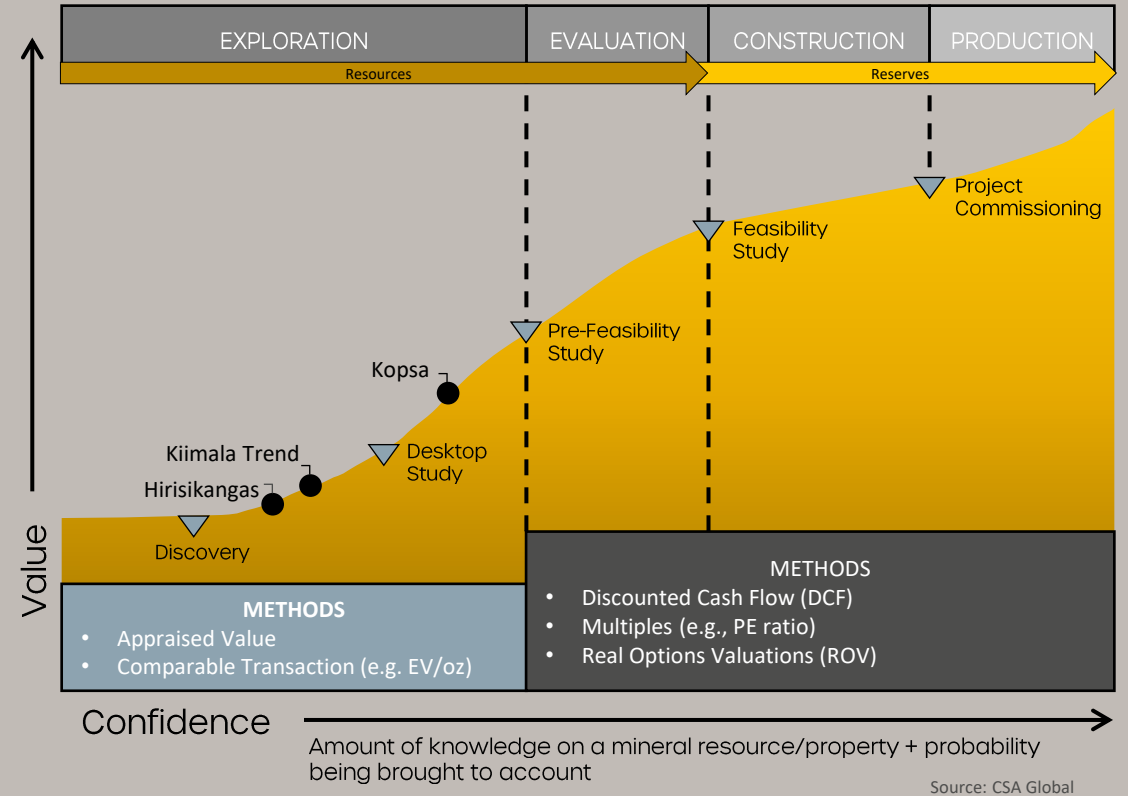 EXPLORATION
EVALUATION
CONSTRUCTION
PRODUCTION
Resources
Reserves
Value
Project
Commissioning
Feasibility
Study
Pre-Feasibility
Study
Kopsa
Desktop
Study
Kiimala Trend
Hirisikangas
Discovery
METHODS
• Appraised Value
• Comparable Transaction (e.g. EV/oz)
METHODS
• Discounted Cash Flow (DCF)
• Multiples (e.g., PE ratio)
• Real Options Valuations (ROV)
Confidence
Amount of knowledge on a mineral resource/property + probability
being brought to account
Source: CSA Global